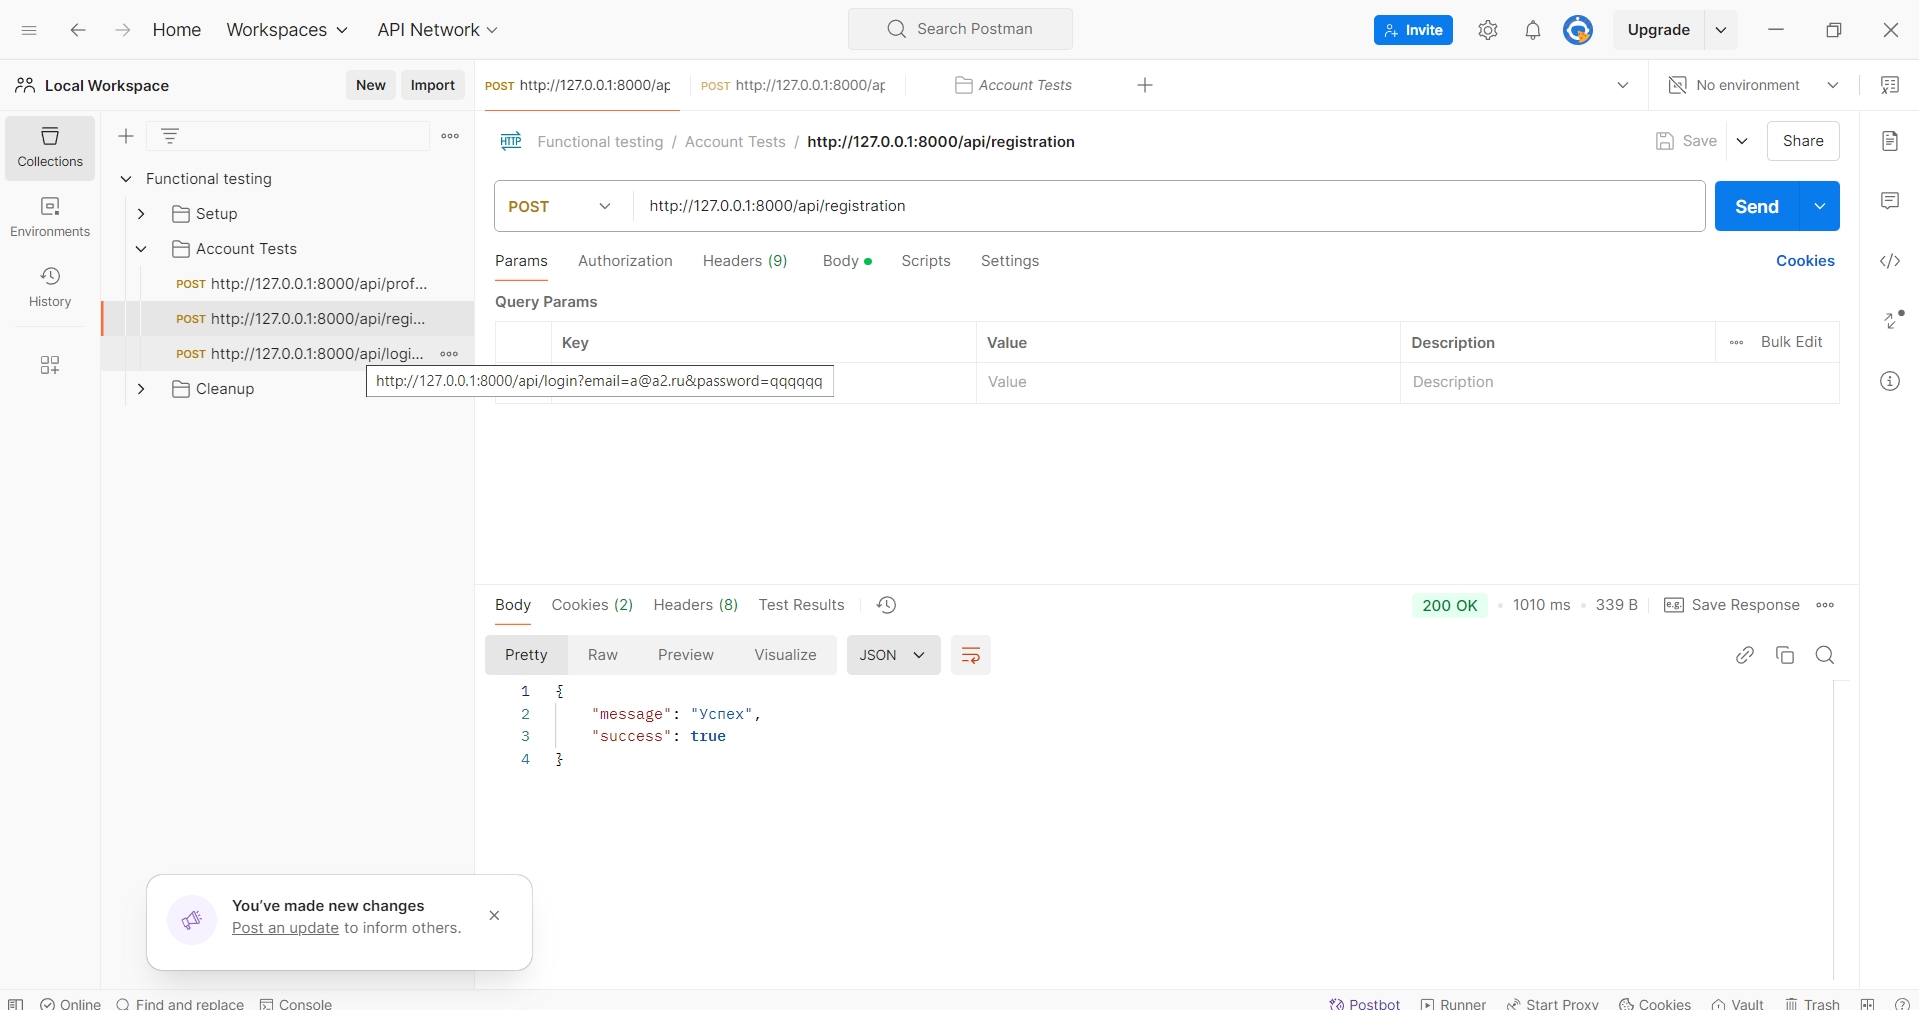 Home
Workspaces
API Network
Search Postman
Invite
Upgrade
Local Workspace
New
Import
POST http://127.0.0.1:8000/ap
POST http://127.0.0.1:8000/ap
Account Tests
No environment
Collections
Environments
History
Functional testing
Setup
Account Tests
POST http://127.0.0.1:8000/api/prof...
POST http://127.0.0.1:8000/api/regi...
POST http://127.0.0.1:8000/api/logi...
Cleanup
http://127.0.0.1:8000/api/login?email=a@a2.ru&password=qqqqqq
HTTP Functional testing / Account Tests / http://127.0.0.1:8000/api/registration
Save
Share
POST
http://127.0.0.1:8000/api/registration
Send
Params
Authorization
Headers (9)
Body
Scripts
Settings
Cookies
Query Params
Key
Value
Description
Bulk Edit
Value
Description
Body
Cookies (2)
Headers (8)
Test Results
200 OK
1010 ms
339 B
e.g. Save Response
Pretty
Raw
Preview
Visualize
JSON
1 {
2 "message": "Успех",
3 "success": true
4 }
You've made new changes
Post an update to inform others.
Online
Find and replace
Console
Postbot
Runner
Start Proxy
Cookies
Vault
Trash